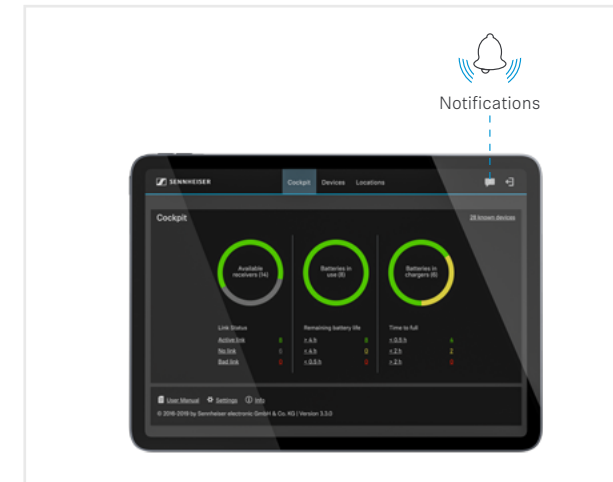 Notifications
SENNHEISER Cockpit Devices Locations
Cockpit 28 known devices
Available receivers (14)
Batteries in use (8)
Batteries in chargers (6)
Link Status
Active link 8
No link 6
Bad link 0
Remaining battery life
> 4 h 8
< 4 h 0
< 0.5 h 0
Time to full
< 0.5 h 4
< 2 h 2
> 2 h 0
User Manual Settings Info
© 2016-2019 by Sennheiser electronic GmbH & Co. KG | Version 3.3.0